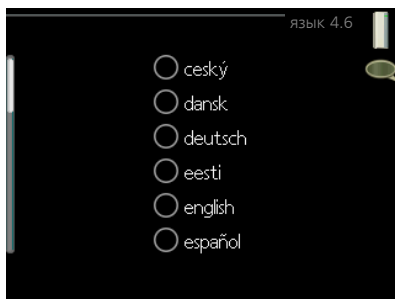 язык 4.6
ceský
dansk
deutsch
eesti
english
español